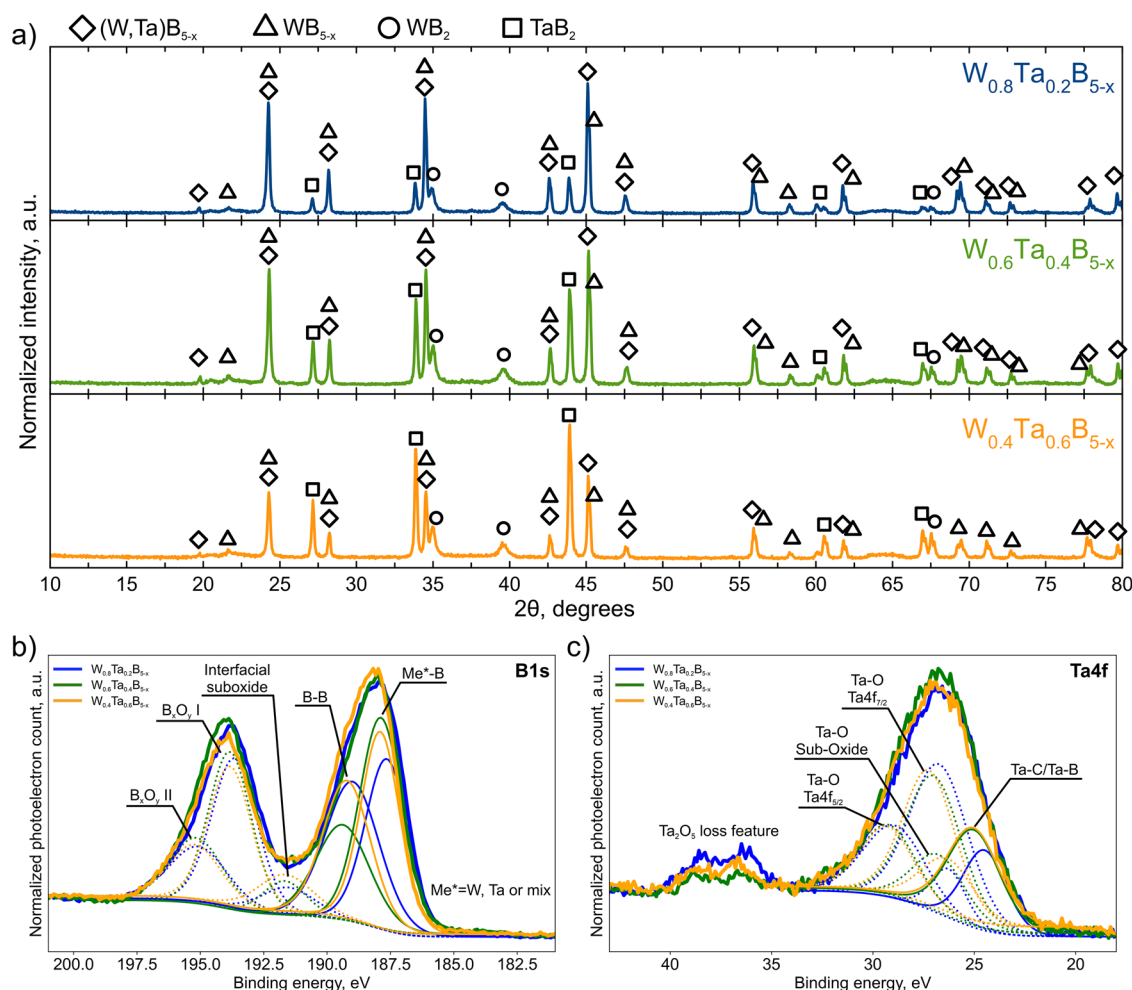 a)
(W,Ta)B5-x WB5-x WB2 TaB2
Normalized intensity, a.u.
W0.8Ta0.2B5-x
W0.6Ta0.4B5-x
W0.4Ta0.6B5-x
10 15 20 25 30 35 40 45 50 55 60 65 70 75 80
2θ, degrees
b)
B1s
W0.8Ta0.2B5-x
W0.6Ta0.4B5-x
W0.4Ta0.6B5-x
Interfacial
suboxide
BxOy I
BxOy II
B-B
Me*-B
Me*=W, Ta or mix
Normalized photoelectron count, a.u.
200.0 197.5 195.0 192.5 190.0 187.5 185.0 182.5
Binding energy, eV
c)
Ta4f
W0.8Ta0.2B5-x
W0.6Ta0.4B5-x
W0.4Ta0.6B5-x
Ta-O
Ta4f7/2
Ta-O
Sub-Oxide
Ta-O
Ta4f5/2
Ta-C/Ta-B
Ta2O5 loss feature
Normalized photoelectron count, a.u.
40 35 30 25 20
Binding energy, eV